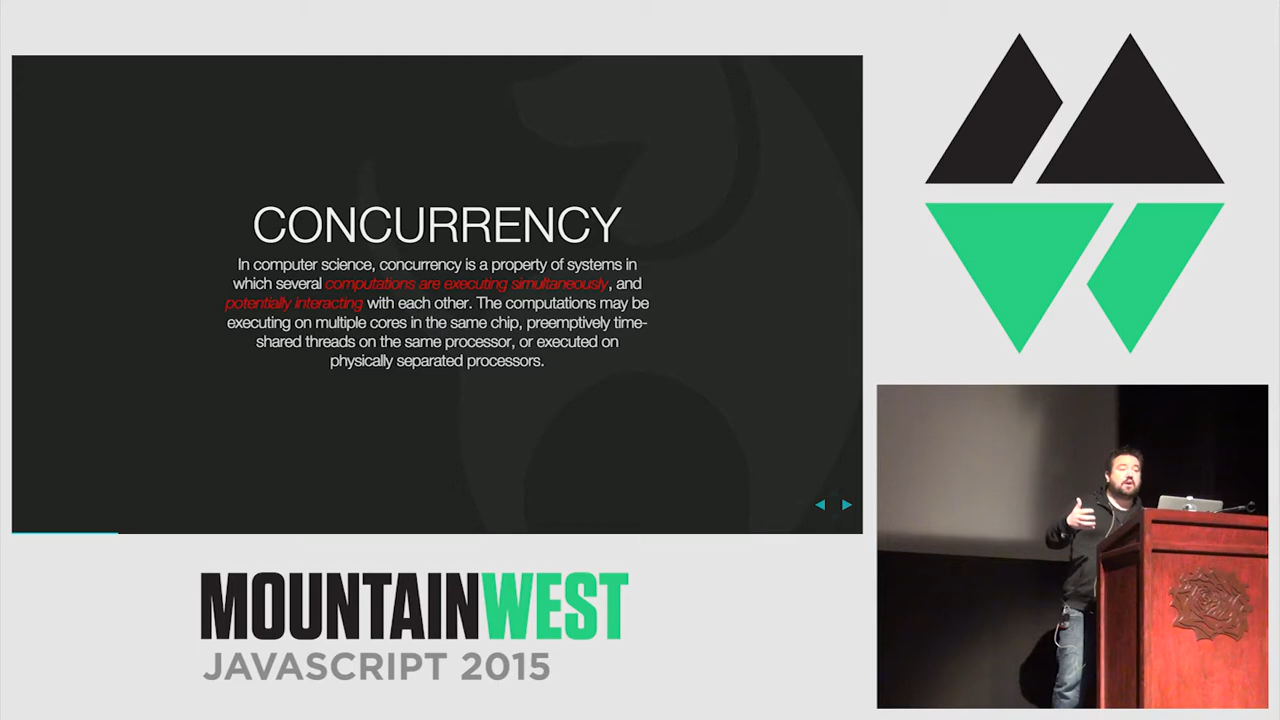 CONCURRENCY
In computer science, concurrency is a property of systems in
which several computations are executing simultaneously, and
potentially interacting with each other. The computations may be
executing on multiple cores in the same chip, preemptively time-
shared threads on the same processor, or executed on
physically separated processors.
MOUNTAINWEST
JAVASCRIPT 2015